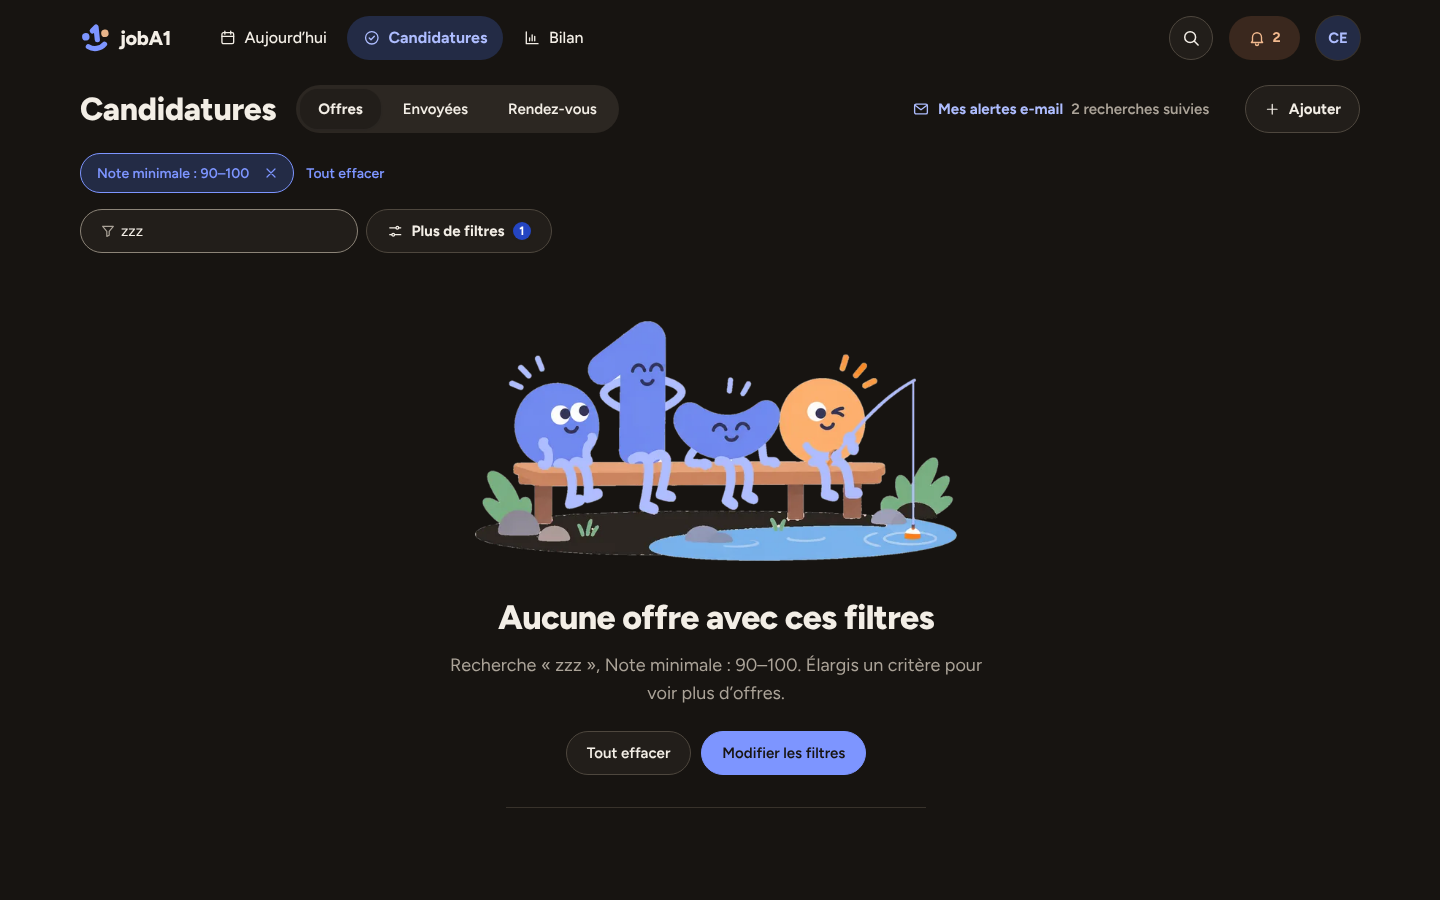 jobA1
Aujourd’hui
Candidatures
Bilan
2
CE
Candidatures
Offres
Envoyées
Rendez-vous
Mes alertes e-mail 2 recherches suivies
Ajouter
Note minimale : 90–100
Tout effacer
zzz
Plus de filtres 1
Aucune offre avec ces filtres
Recherche « zzz », Note minimale : 90–100. Élargis un critère pour
voir plus d’offres.
Tout effacer
Modifier les filtres